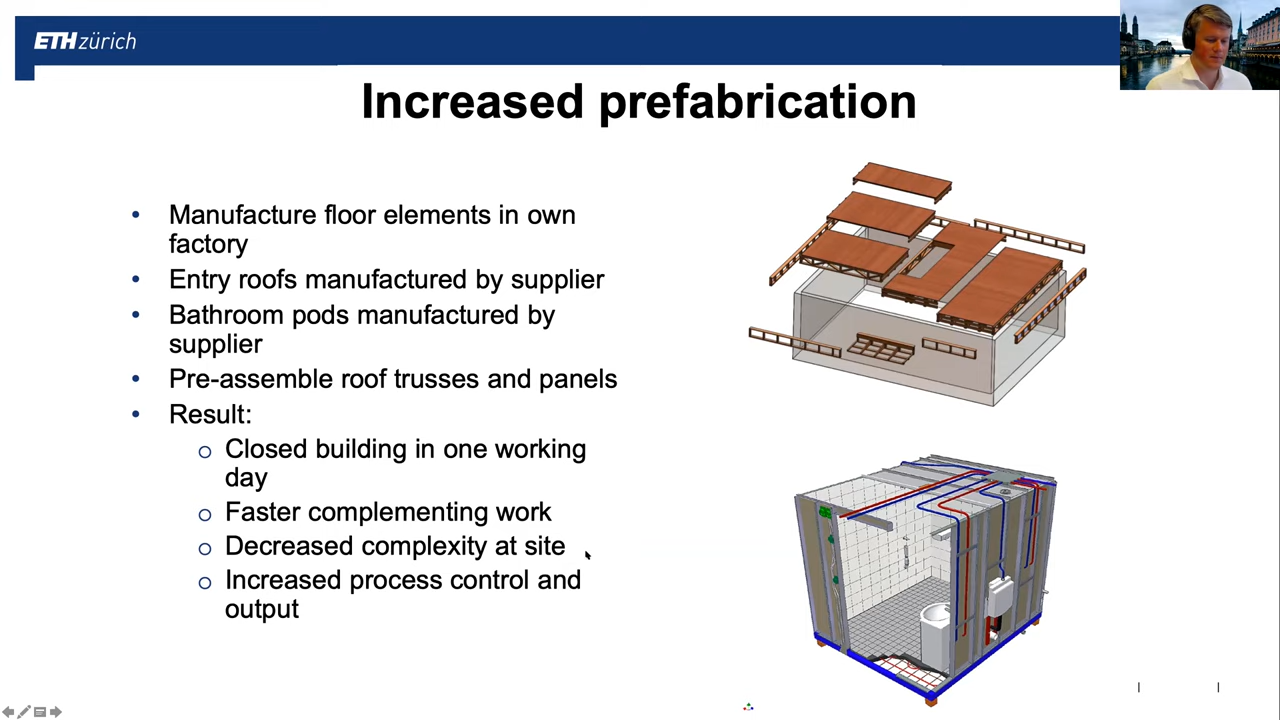 ETH zürich
Increased prefabrication
• Manufacture floor elements in own
factory
• Entry roofs manufactured by supplier
• Bathroom pods manufactured by
supplier
• Pre-assemble roof trusses and panels
• Result:
o Closed building in one working
day
o Faster complementing work
o Decreased complexity at site
o Increased process control and
output